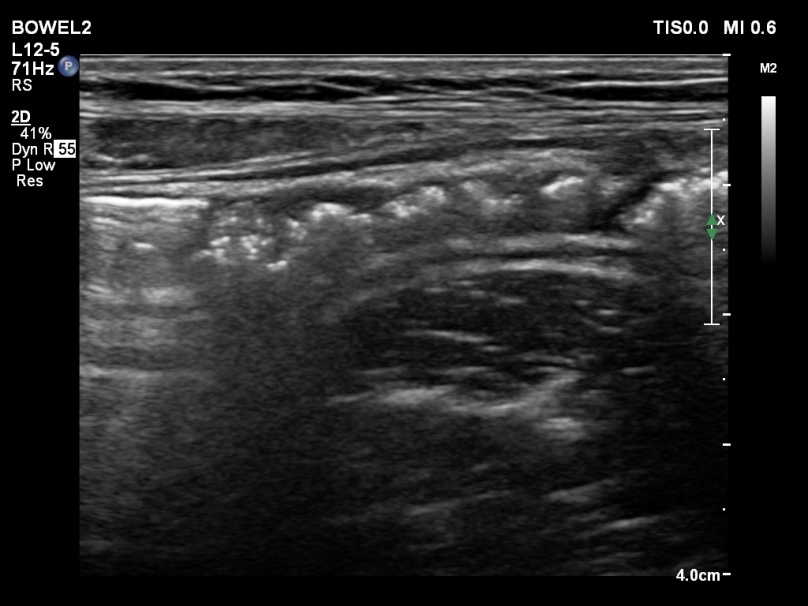 BOWEL2
TIS0.0 MI 0.6
L12-5
71Hz P
RS
M2
2D
41%
Dyn R 55
P Low
Res
X
4.0cm